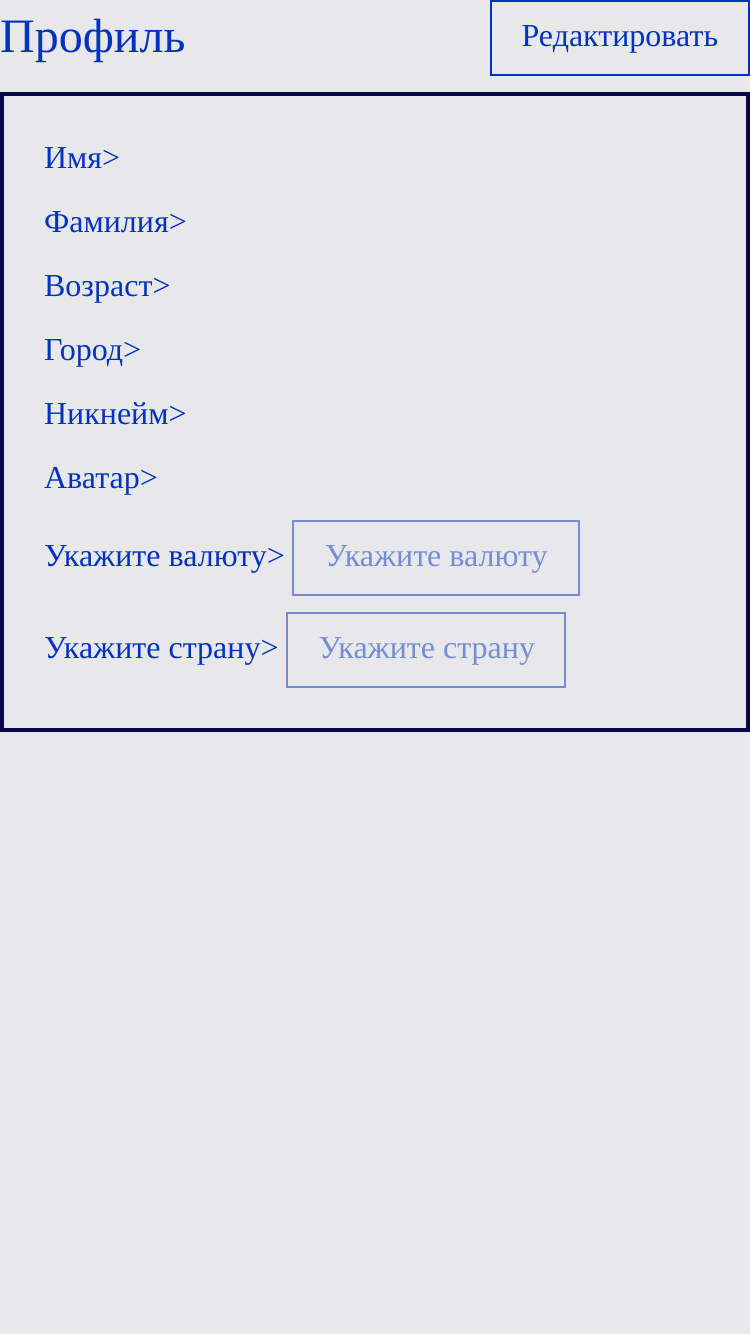 Профиль
Редактировать
Имя>
Фамилия>
Возраст>
Город>
Никнейм>
Аватар>
Укажите валюту> Укажите валюту
Укажите страну> Укажите страну